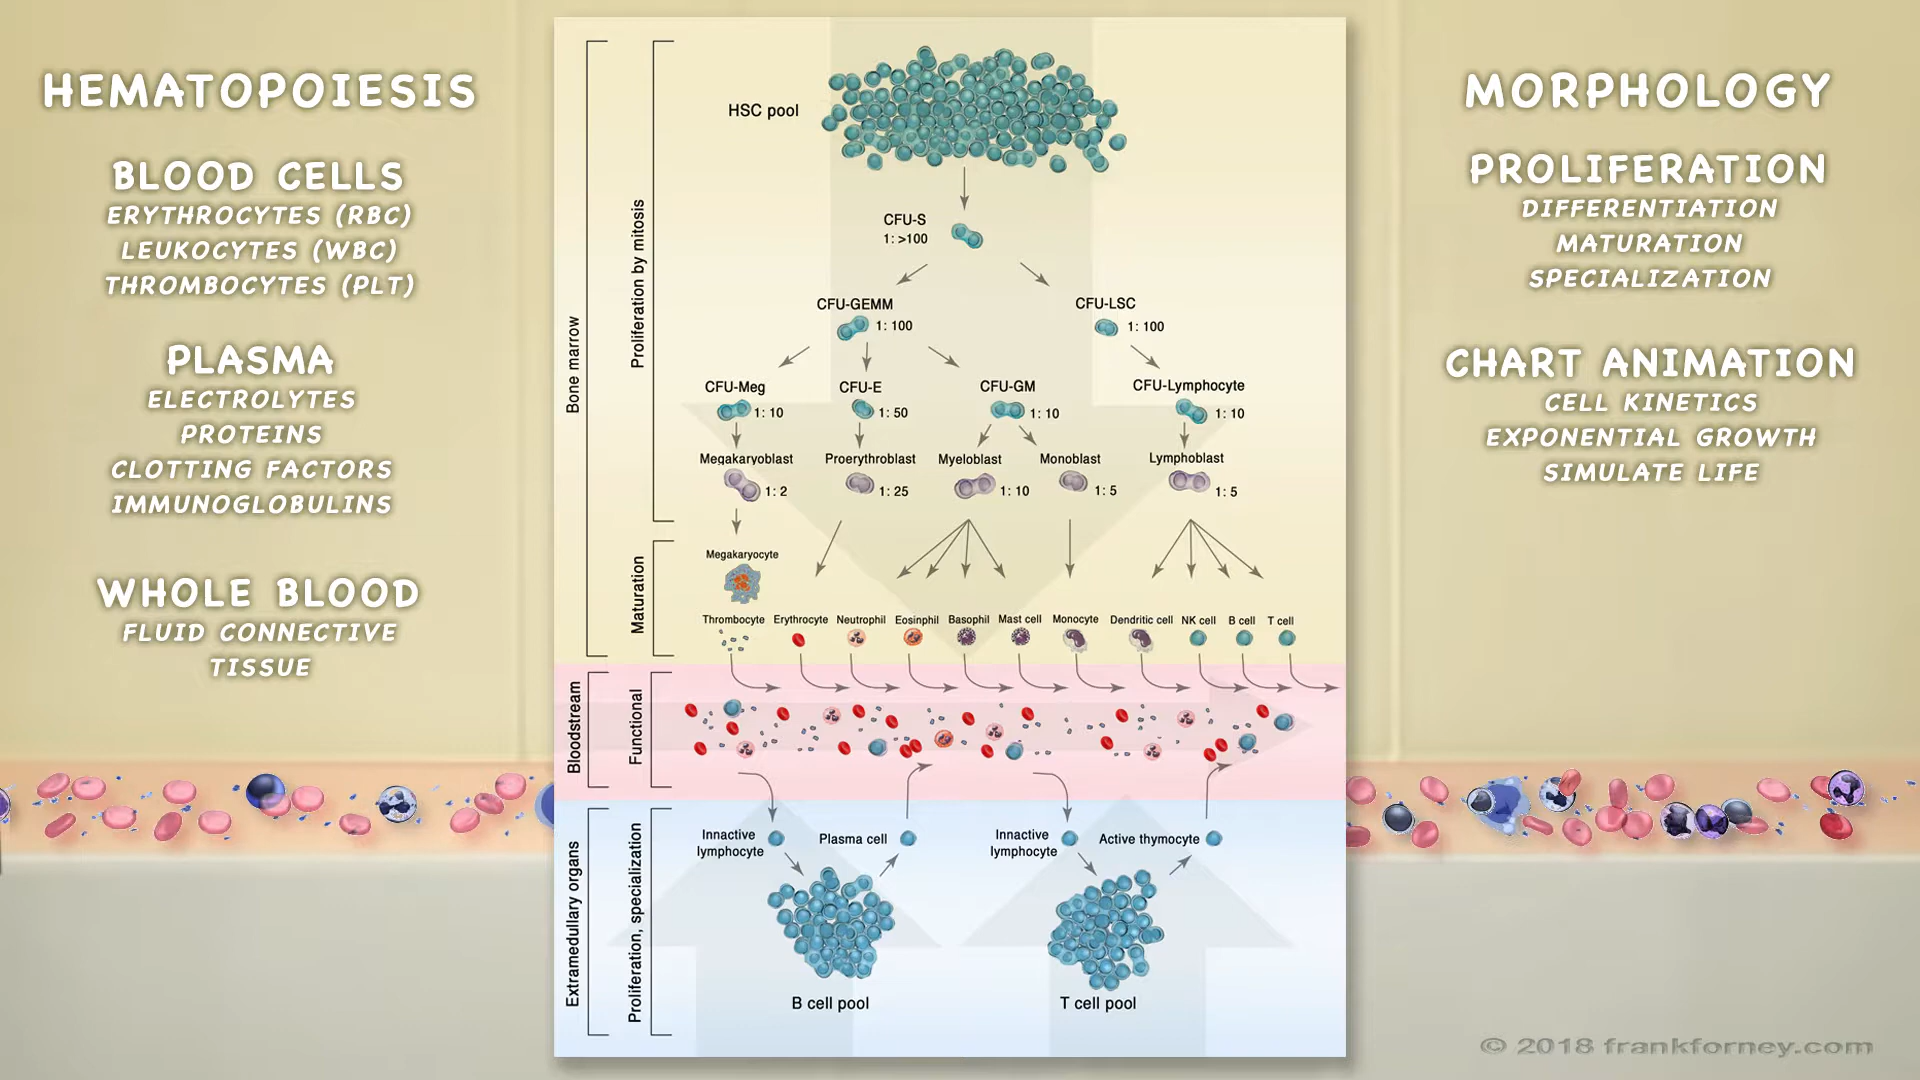 HEMATOPOIESIS
BLOOD CELLS
ERYTHROCYTES (RBC)
LEUKOCYTES (WBC)
THROMBOCYTES (PLT)
PLASMA
ELECTROLYTES
PROTEINS
CLOTTING FACTORS
IMMUNOGLOBULINS
WHOLE BLOOD
FLUID CONNECTIVE
TISSUE
Bone marrow
Proliferation by mitosis
HSC pool
CFU-S
1: >100
CFU-GEMM
1: 100
CFU-LSC
1: 100
CFU-Meg
1: 10
CFU-E
1: 50
CFU-GM
1: 10
CFU-Lymphocyte
1: 10
Megakaryoblast
1: 2
Proerythroblast
1: 25
Myeloblast
1: 10
Monoblast
1: 5
Lymphoblast
1: 5
Maturation
Megakaryocyte
Thrombocyte
Erythrocyte
Neutrophil
Eosinphil
Basophil
Mast cell
Monocyte
Dendritic cell
NK cell
B cell
T cell
Bloodstream
Functional
Extramedullary organs
Proliferation, specialization
Innactive
lymphocyte
Plasma cell
B cell pool
Innactive
lymphocyte
Active thymocyte
T cell pool
MORPHOLOGY
PROLIFERATION
DIFFERENTIATION
MATURATION
SPECIALIZATION
CHART ANIMATION
CELL KINETICS
EXPONENTIAL GROWTH
SIMULATE LIFE
© 2018 frankforney.com